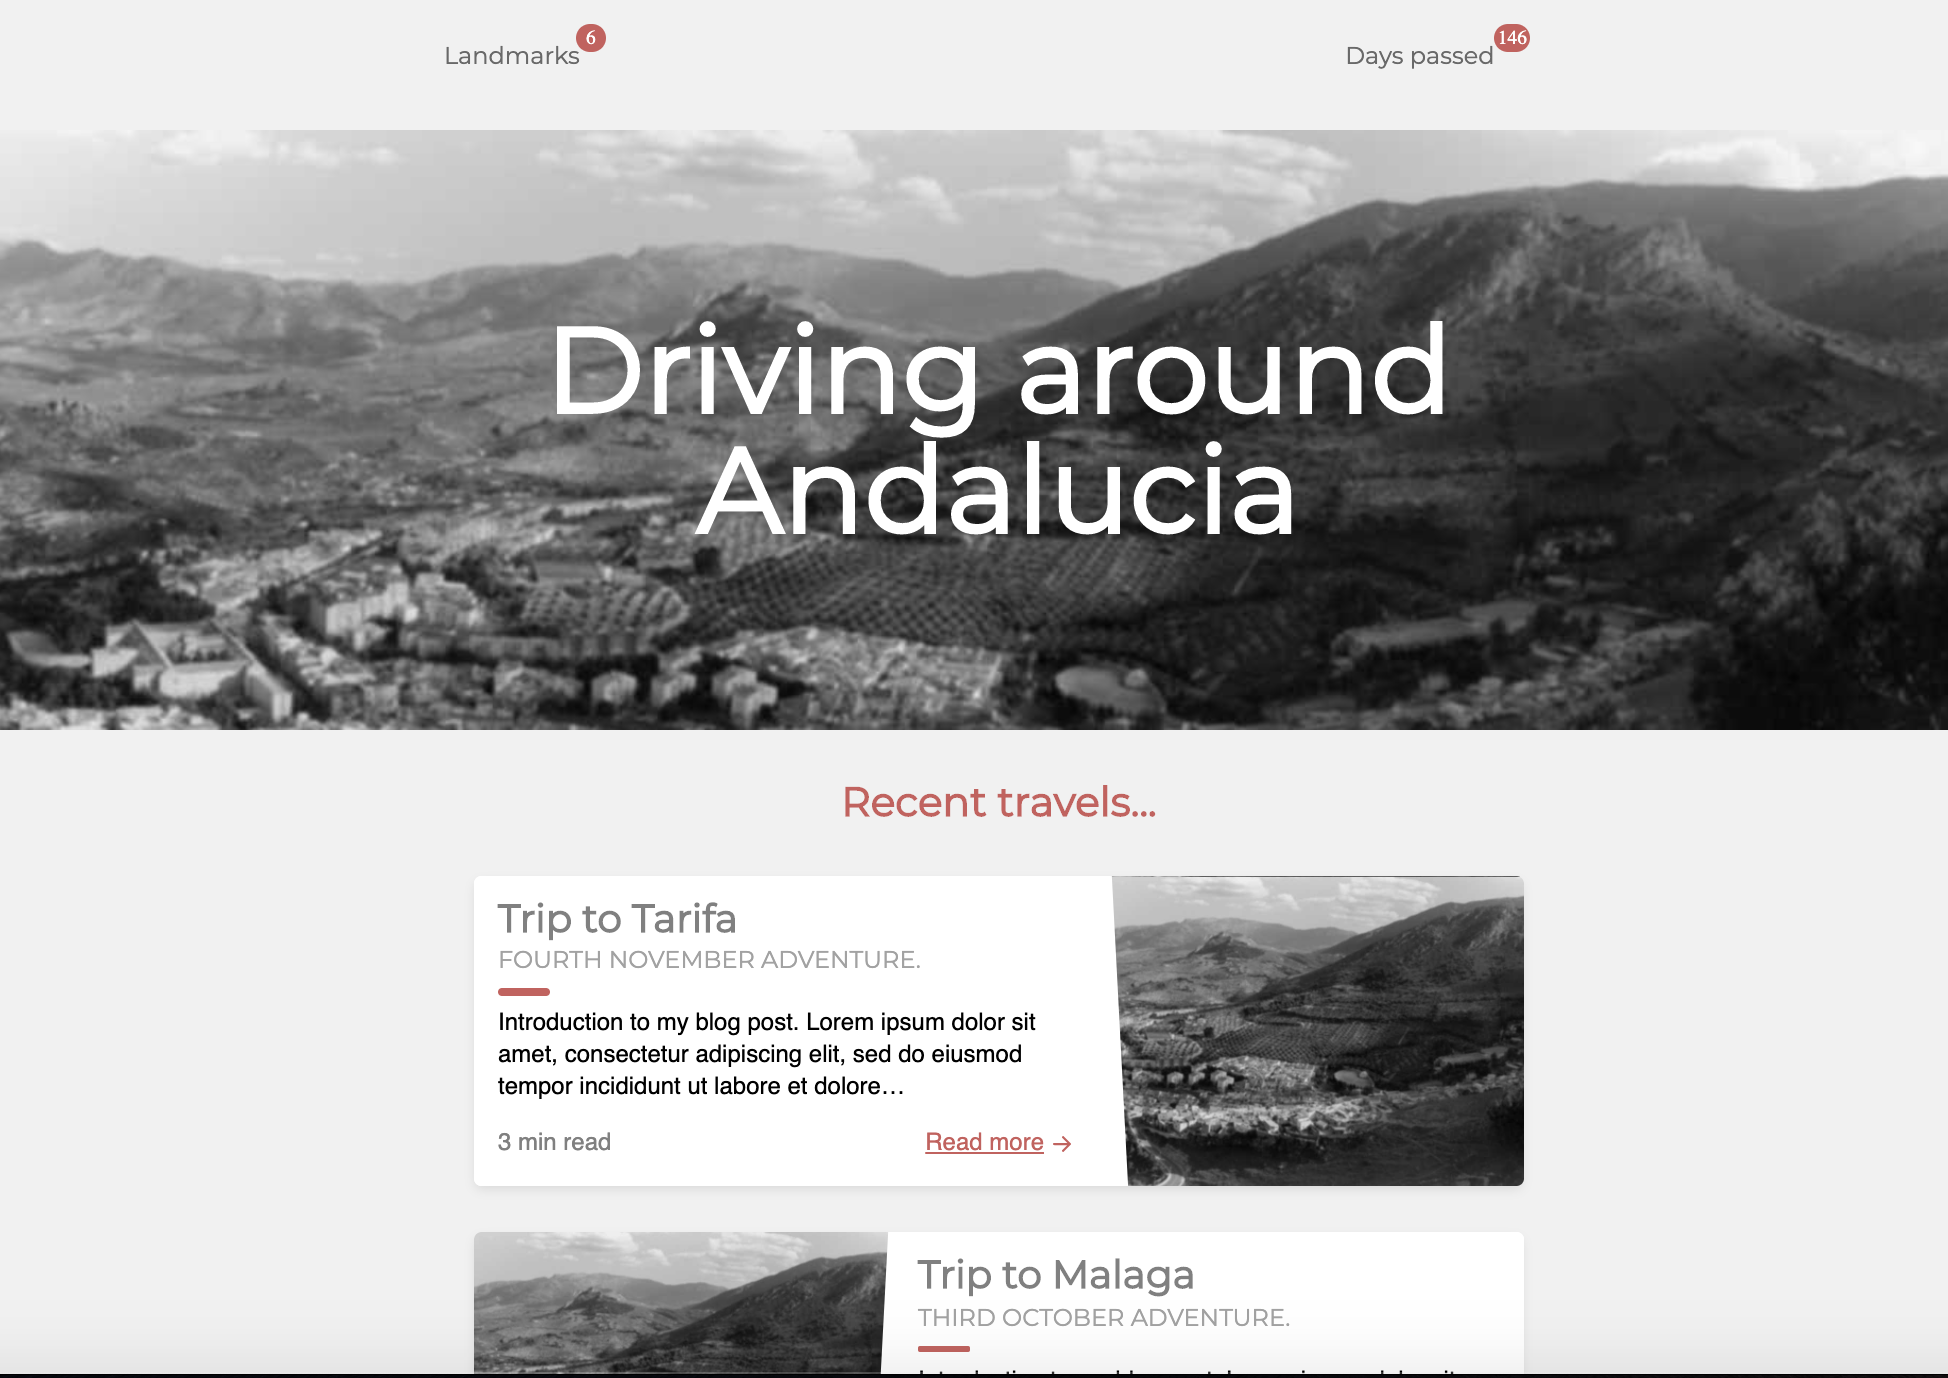 Landmarks 6
Days passed 146
Driving around
Andalucia
Recent travels...
Trip to Tarifa
FOURTH NOVEMBER ADVENTURE.
Introduction to my blog post. Lorem ipsum dolor sit
amet, consectetur adipiscing elit, sed do eiusmod
tempor incididunt ut labore et dolore…
3 min read
Read more →
Trip to Malaga
THIRD OCTOBER ADVENTURE.